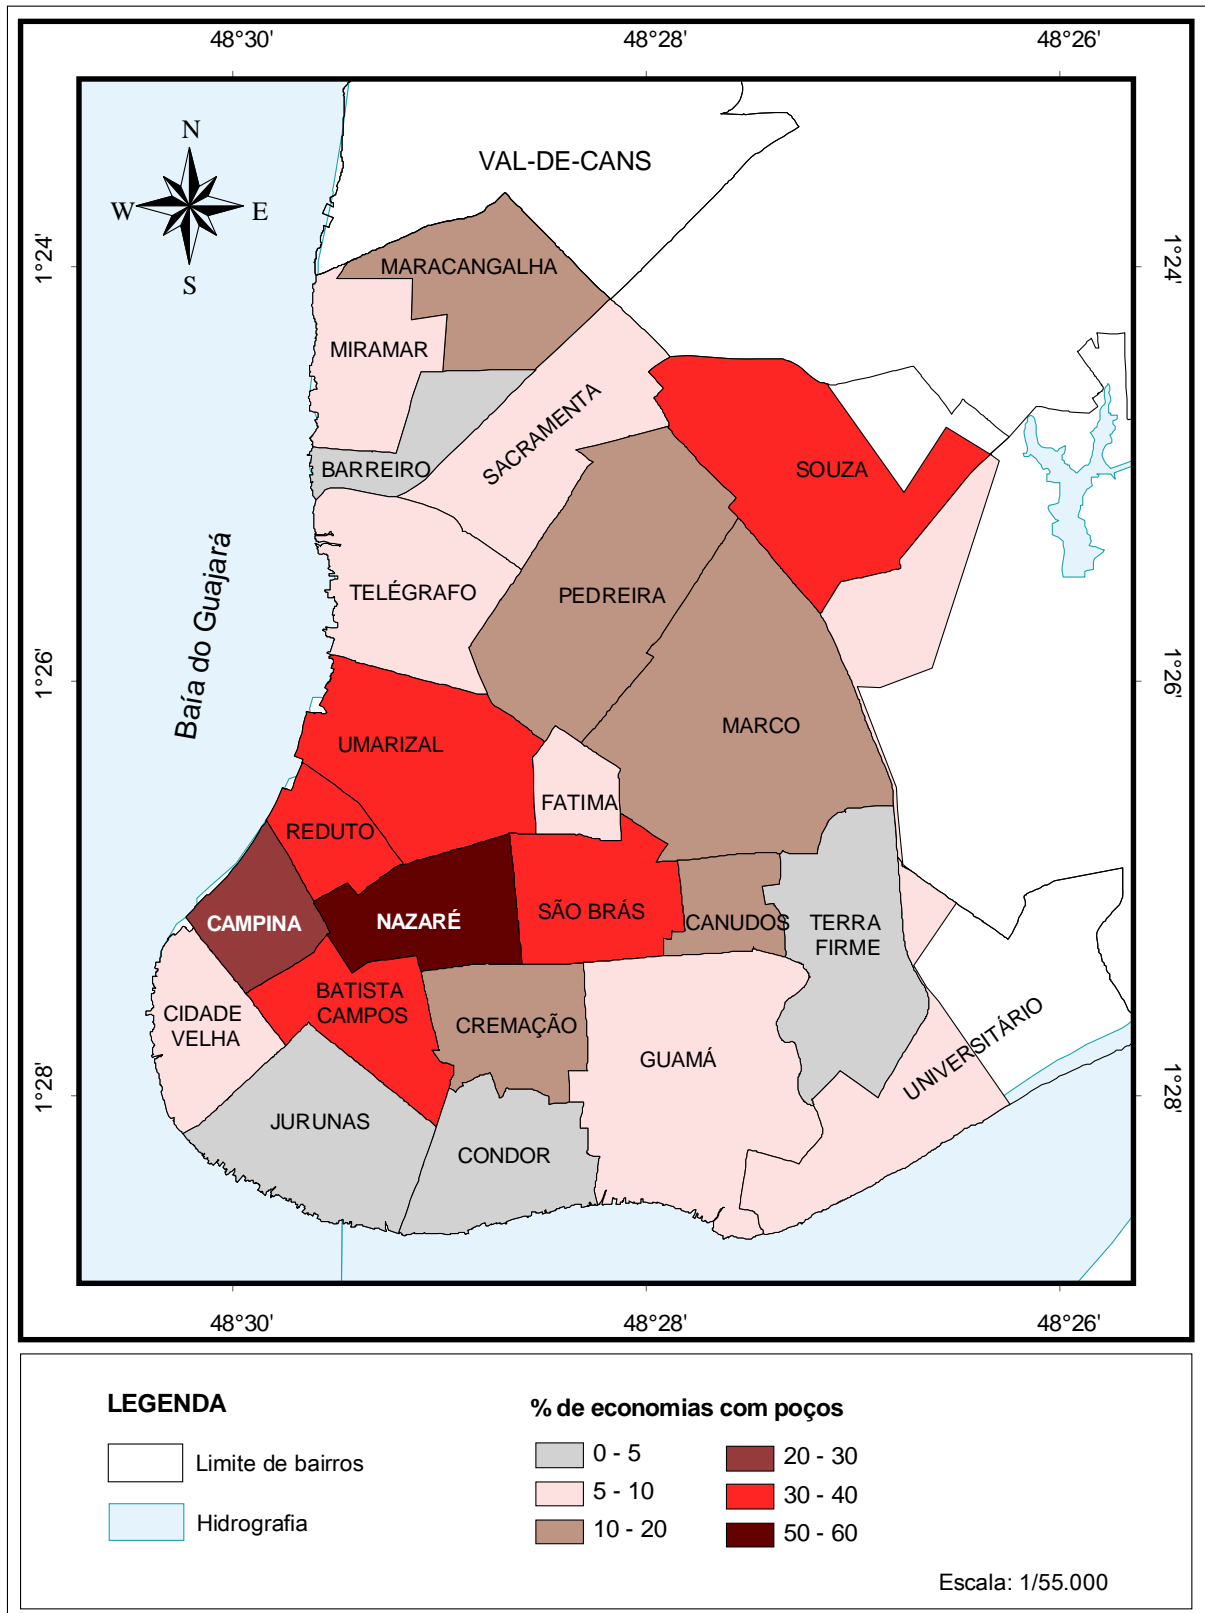 48°30' 48°28' 48°26'
N
W E
S
VAL-DE-CANS
1°24' 1°24'
MARACANGALHA
MIRAMAR
SACRAMENTA
BARREIRO
SOUZA
TELÉGRAFO
PEDREIRA
Baía do Guajará
1°26' 1°26'
UMARIZAL
MARCO
FATIMA
REDUTO
CAMPINA
NAZARÉ
SÃO BRÁS
CANUDOS
TERRA
FIRME
BATISTA
CAMPOS
CIDADE
VELHA
CREMAÇÃO
GUAMÁ
UNIVERSITÁRIO
1°28' 1°28'
JURUNAS
CONDOR
48°30' 48°28' 48°26'
LEGENDA
Limite de bairros
Hidrografia
% de economias com poços
0 - 5
5 - 10
10 - 20
20 - 30
30 - 40
50 - 60
Escala: 1/55.000